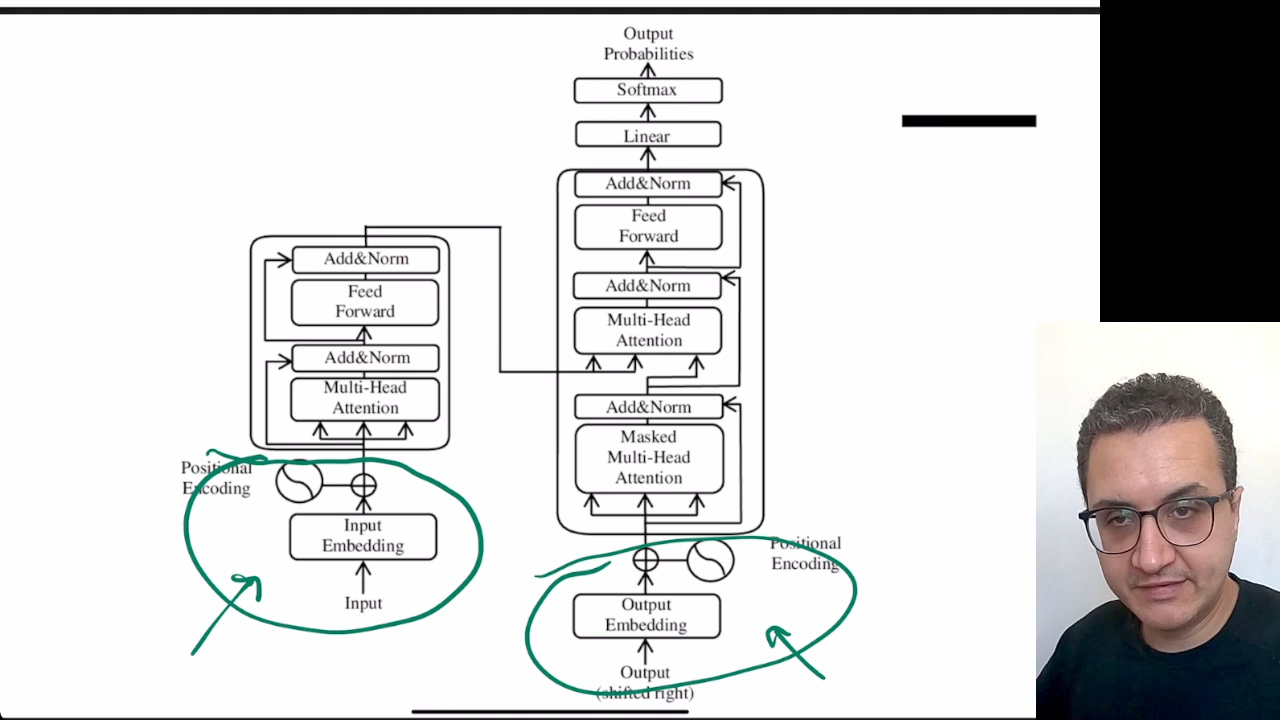 Output
Probabilities
Softmax
Linear
Add&Norm
Feed
Forward
Add&Norm
Multi-Head
Attention
Add&Norm
Masked
Multi-Head
Attention
Positional
Encoding
Output
Embedding
Output
(shifted right)
Add&Norm
Feed
Forward
Add&Norm
Multi-Head
Attention
Positional
Encoding
Input
Embedding
Input